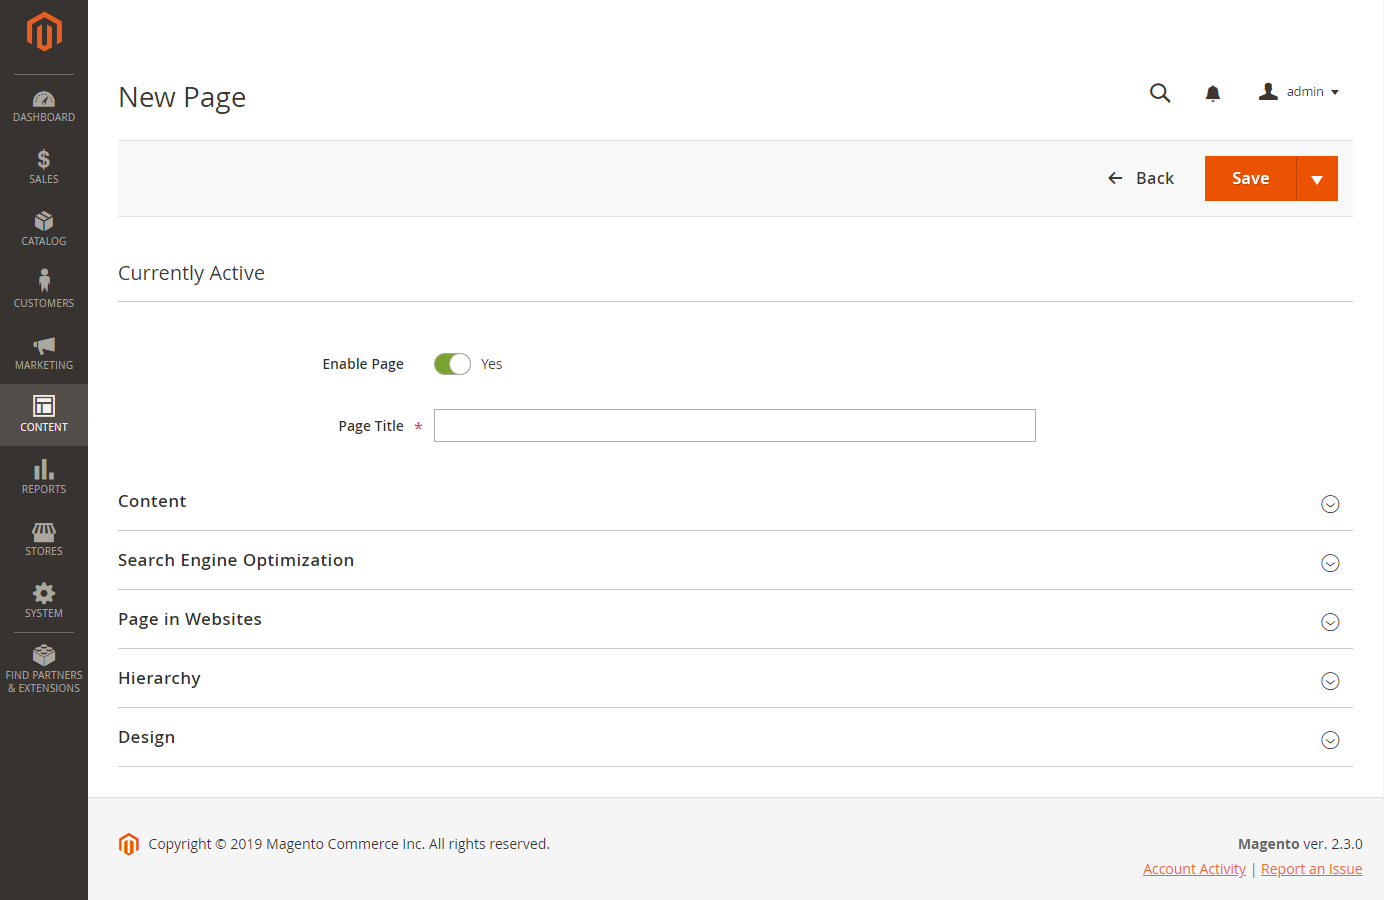 DASHBOARD
SALES
CATALOG
CUSTOMERS
MARKETING
CONTENT
REPORTS
STORES
SYSTEM
FIND PARTNERS
& EXTENSIONS
New Page
admin
Back
Save
Currently Active
Enable Page
Yes
Page Title *
Content
Search Engine Optimization
Page in Websites
Hierarchy
Design
Copyright © 2019 Magento Commerce Inc. All rights reserved.
Magento ver. 2.3.0
Account Activity | Report an Issue